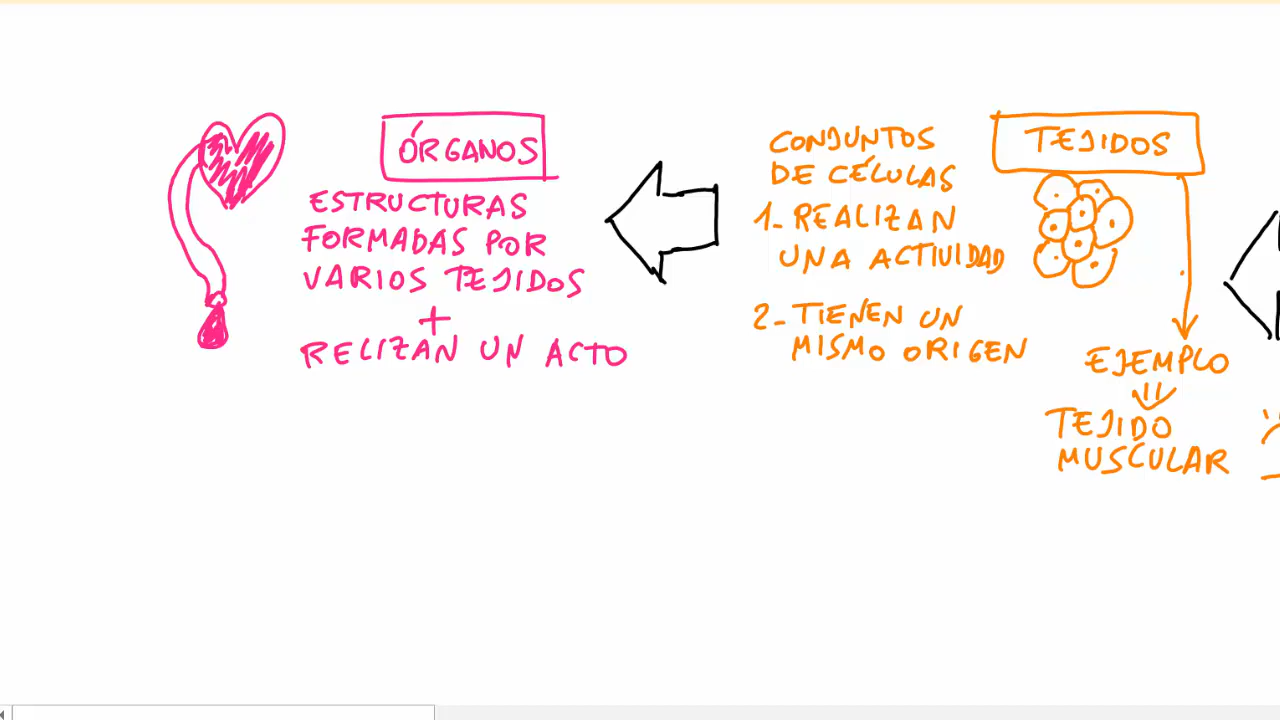 ÓRGANOS
ESTRUCTURAS
FORMADAS POR
VARIOS TEJIDOS
+
RELIZAN UN ACTO
CONJUNTOS
DE CÉLULAS
1- REALIZAN
UNA ACTIVIDAD
2- TIENEN UN
MISMO ORIGEN
TEJIDOS
EJEMPLO
TEJIDO
MUSCULAR